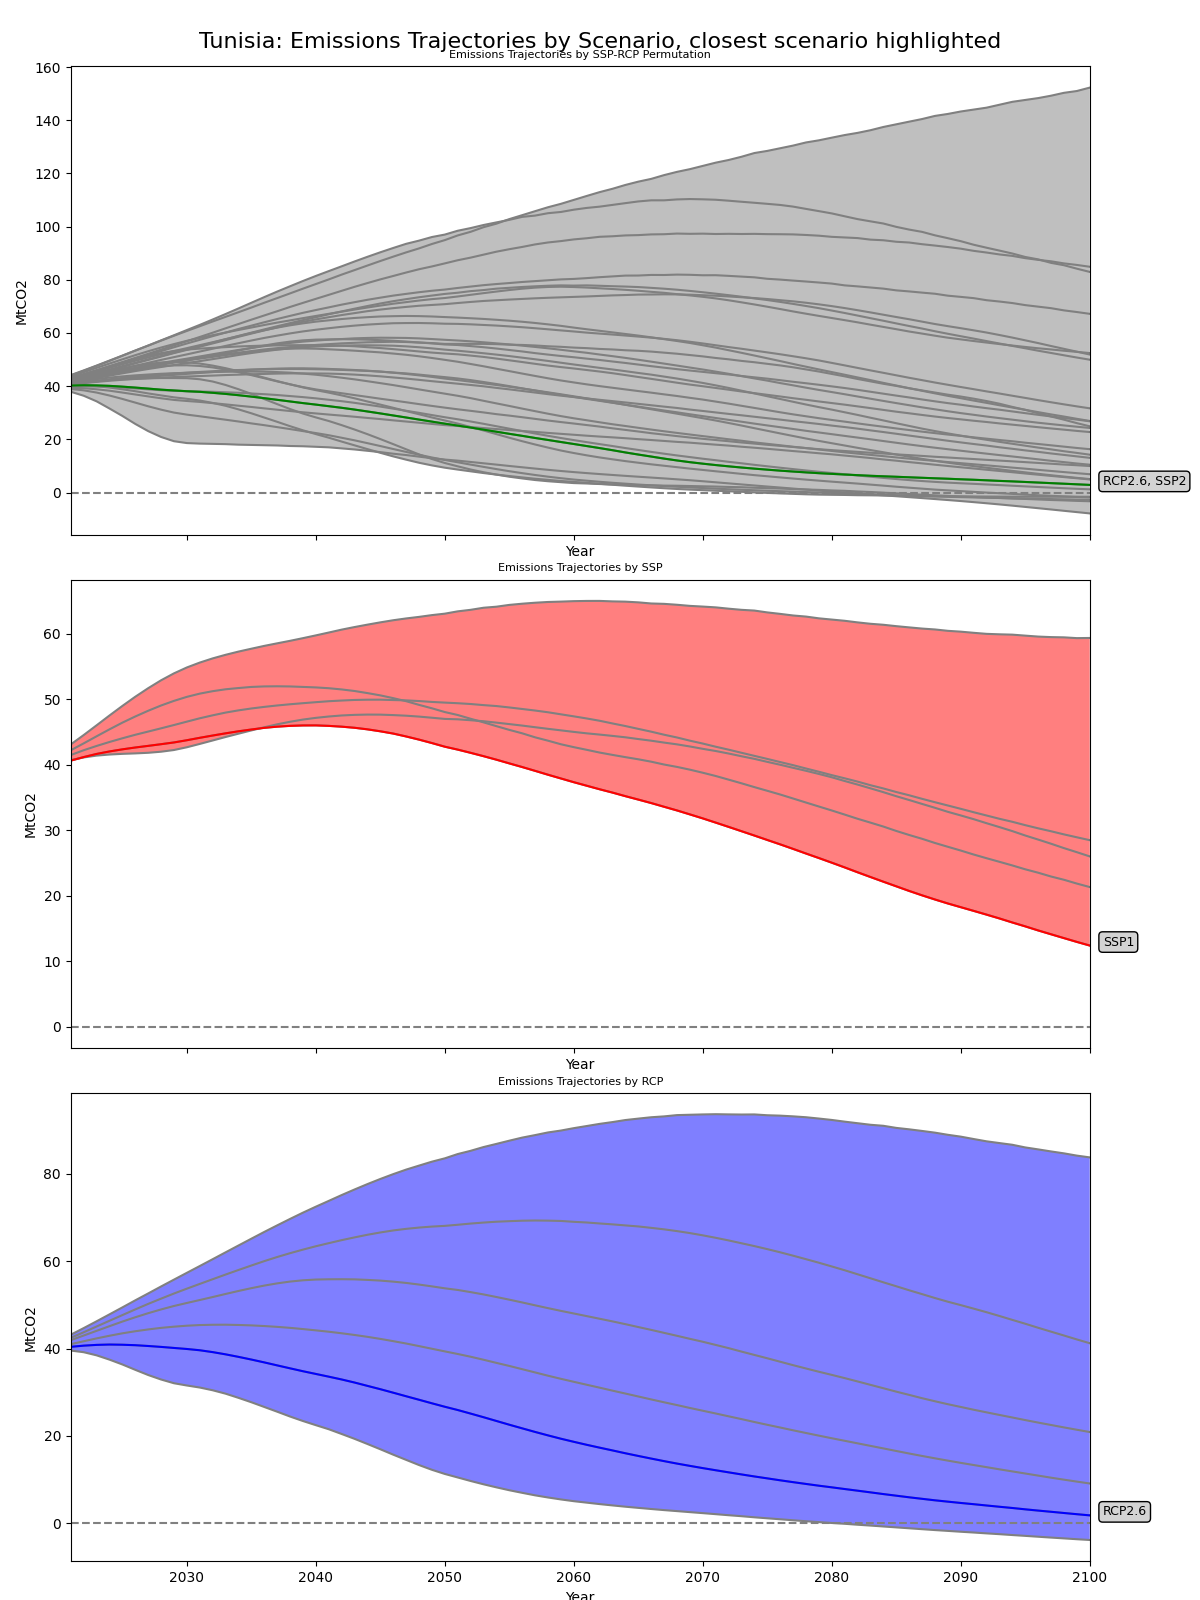 Tunisia: Emissions Trajectories by Scenario, closest scenario highlighted
Emissions Trajectories by SSP-RCP Permutation
160
140
120
100
80
60
40
20
0
MtCO2
RCP2.6, SSP2
Year
Emissions Trajectories by SSP
60
50
40
30
20
10
0
MtCO2
SSP1
Year
Emissions Trajectories by RCP
80
60
40
20
0
MtCO2
RCP2.6
2030 2040 2050 2060 2070 2080 2090 2100
Year